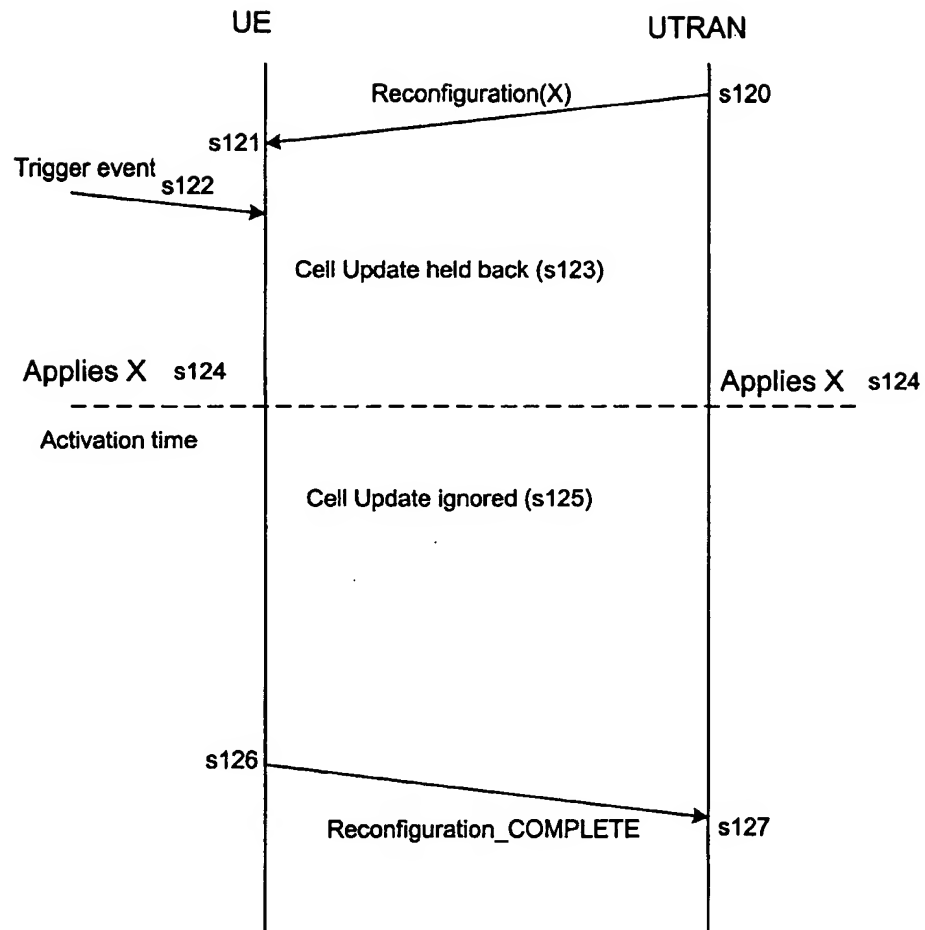 UE
UTRAN
Reconfiguration(X)
s120
s121
Trigger event
s122
Cell Update held back (s123)
Applies X s124
Applies X s124
Activation time
Cell Update ignored (s125)
s126
Reconfiguration_COMPLETE
s127